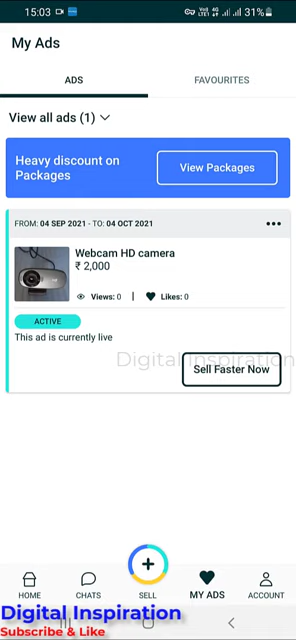 15:03
31%
My Ads
ADS
FAVOURITES
View all ads (1)
Heavy discount on
Packages
View Packages
FROM: 04 SEP 2021 - TO: 04 OCT 2021
Webcam HD camera
₹ 2,000
Views: 0 | Likes: 0
ACTIVE
This ad is currently live
Digital Inspiration
Sell Faster Now
HOME
CHATS
SELL
MY ADS
ACCOUNT
Digital Inspiration
Subscribe & Like